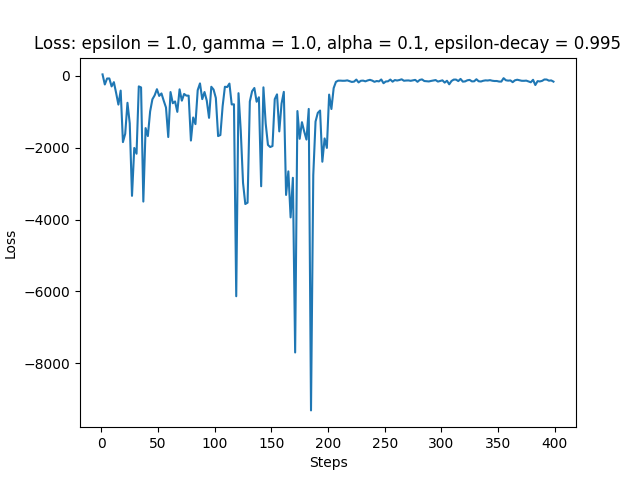 Loss: epsilon = 1.0, gamma = 1.0, alpha = 0.1, epsilon-decay = 0.995
0
−2000
−4000
−6000
−8000
Loss
0 50 100 150 200 250 300 350 400
Steps